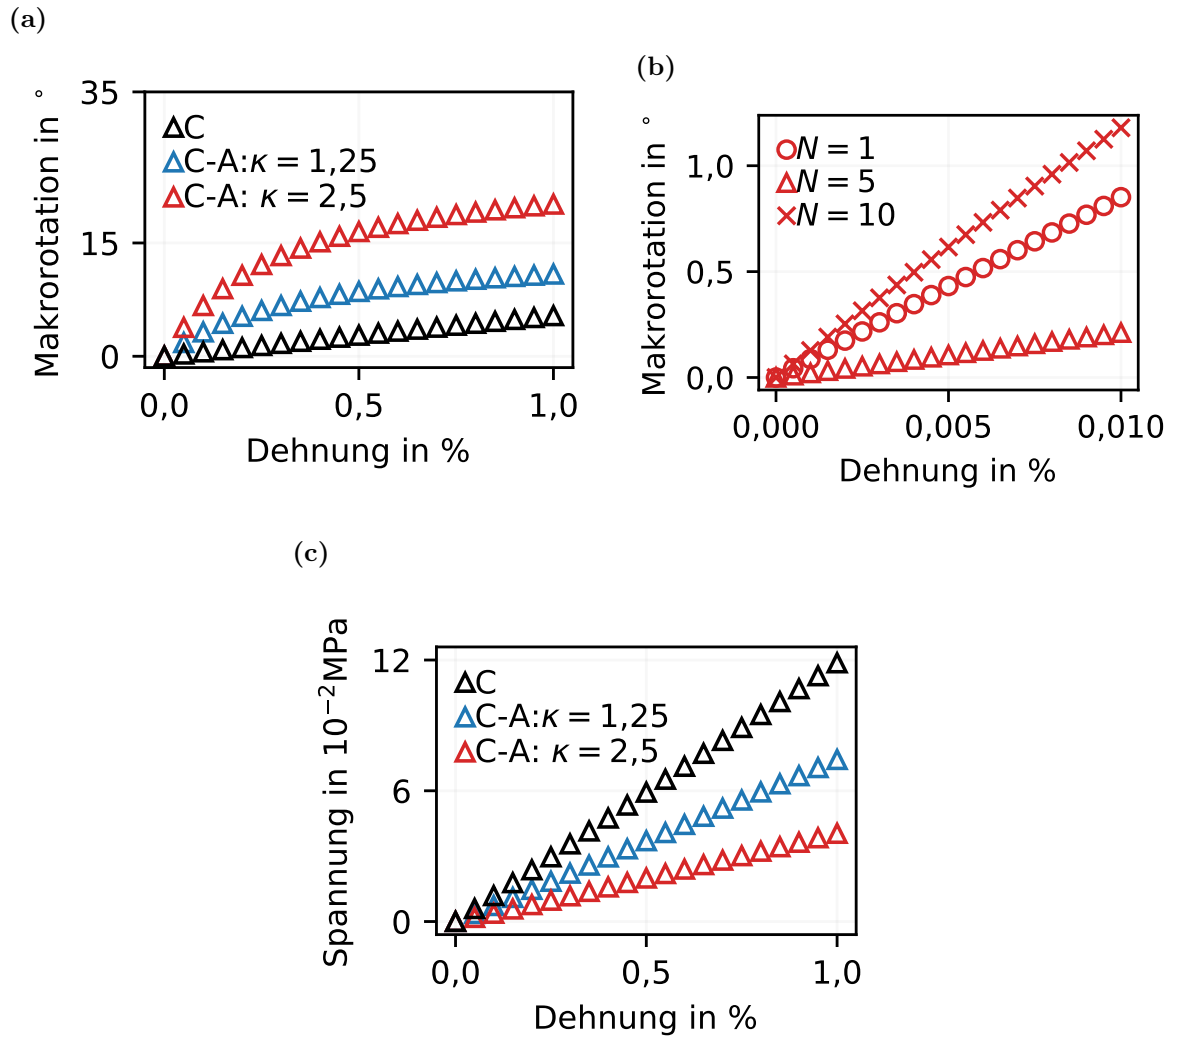 (a)
Makrorotation in °
35
15
0
C
C-A:κ = 1,25
C-A: κ = 2,5
0,0 0,5 1,0
Dehnung in %
(b)
Makrorotation in °
1,0
0,5
0,0
N = 1
N = 5
N = 10
0,000 0,005 0,010
Dehnung in %
(c)
Spannung in 10⁻²MPa
12
6
0
C
C-A:κ = 1,25
C-A: κ = 2,5
0,0 0,5 1,0
Dehnung in %